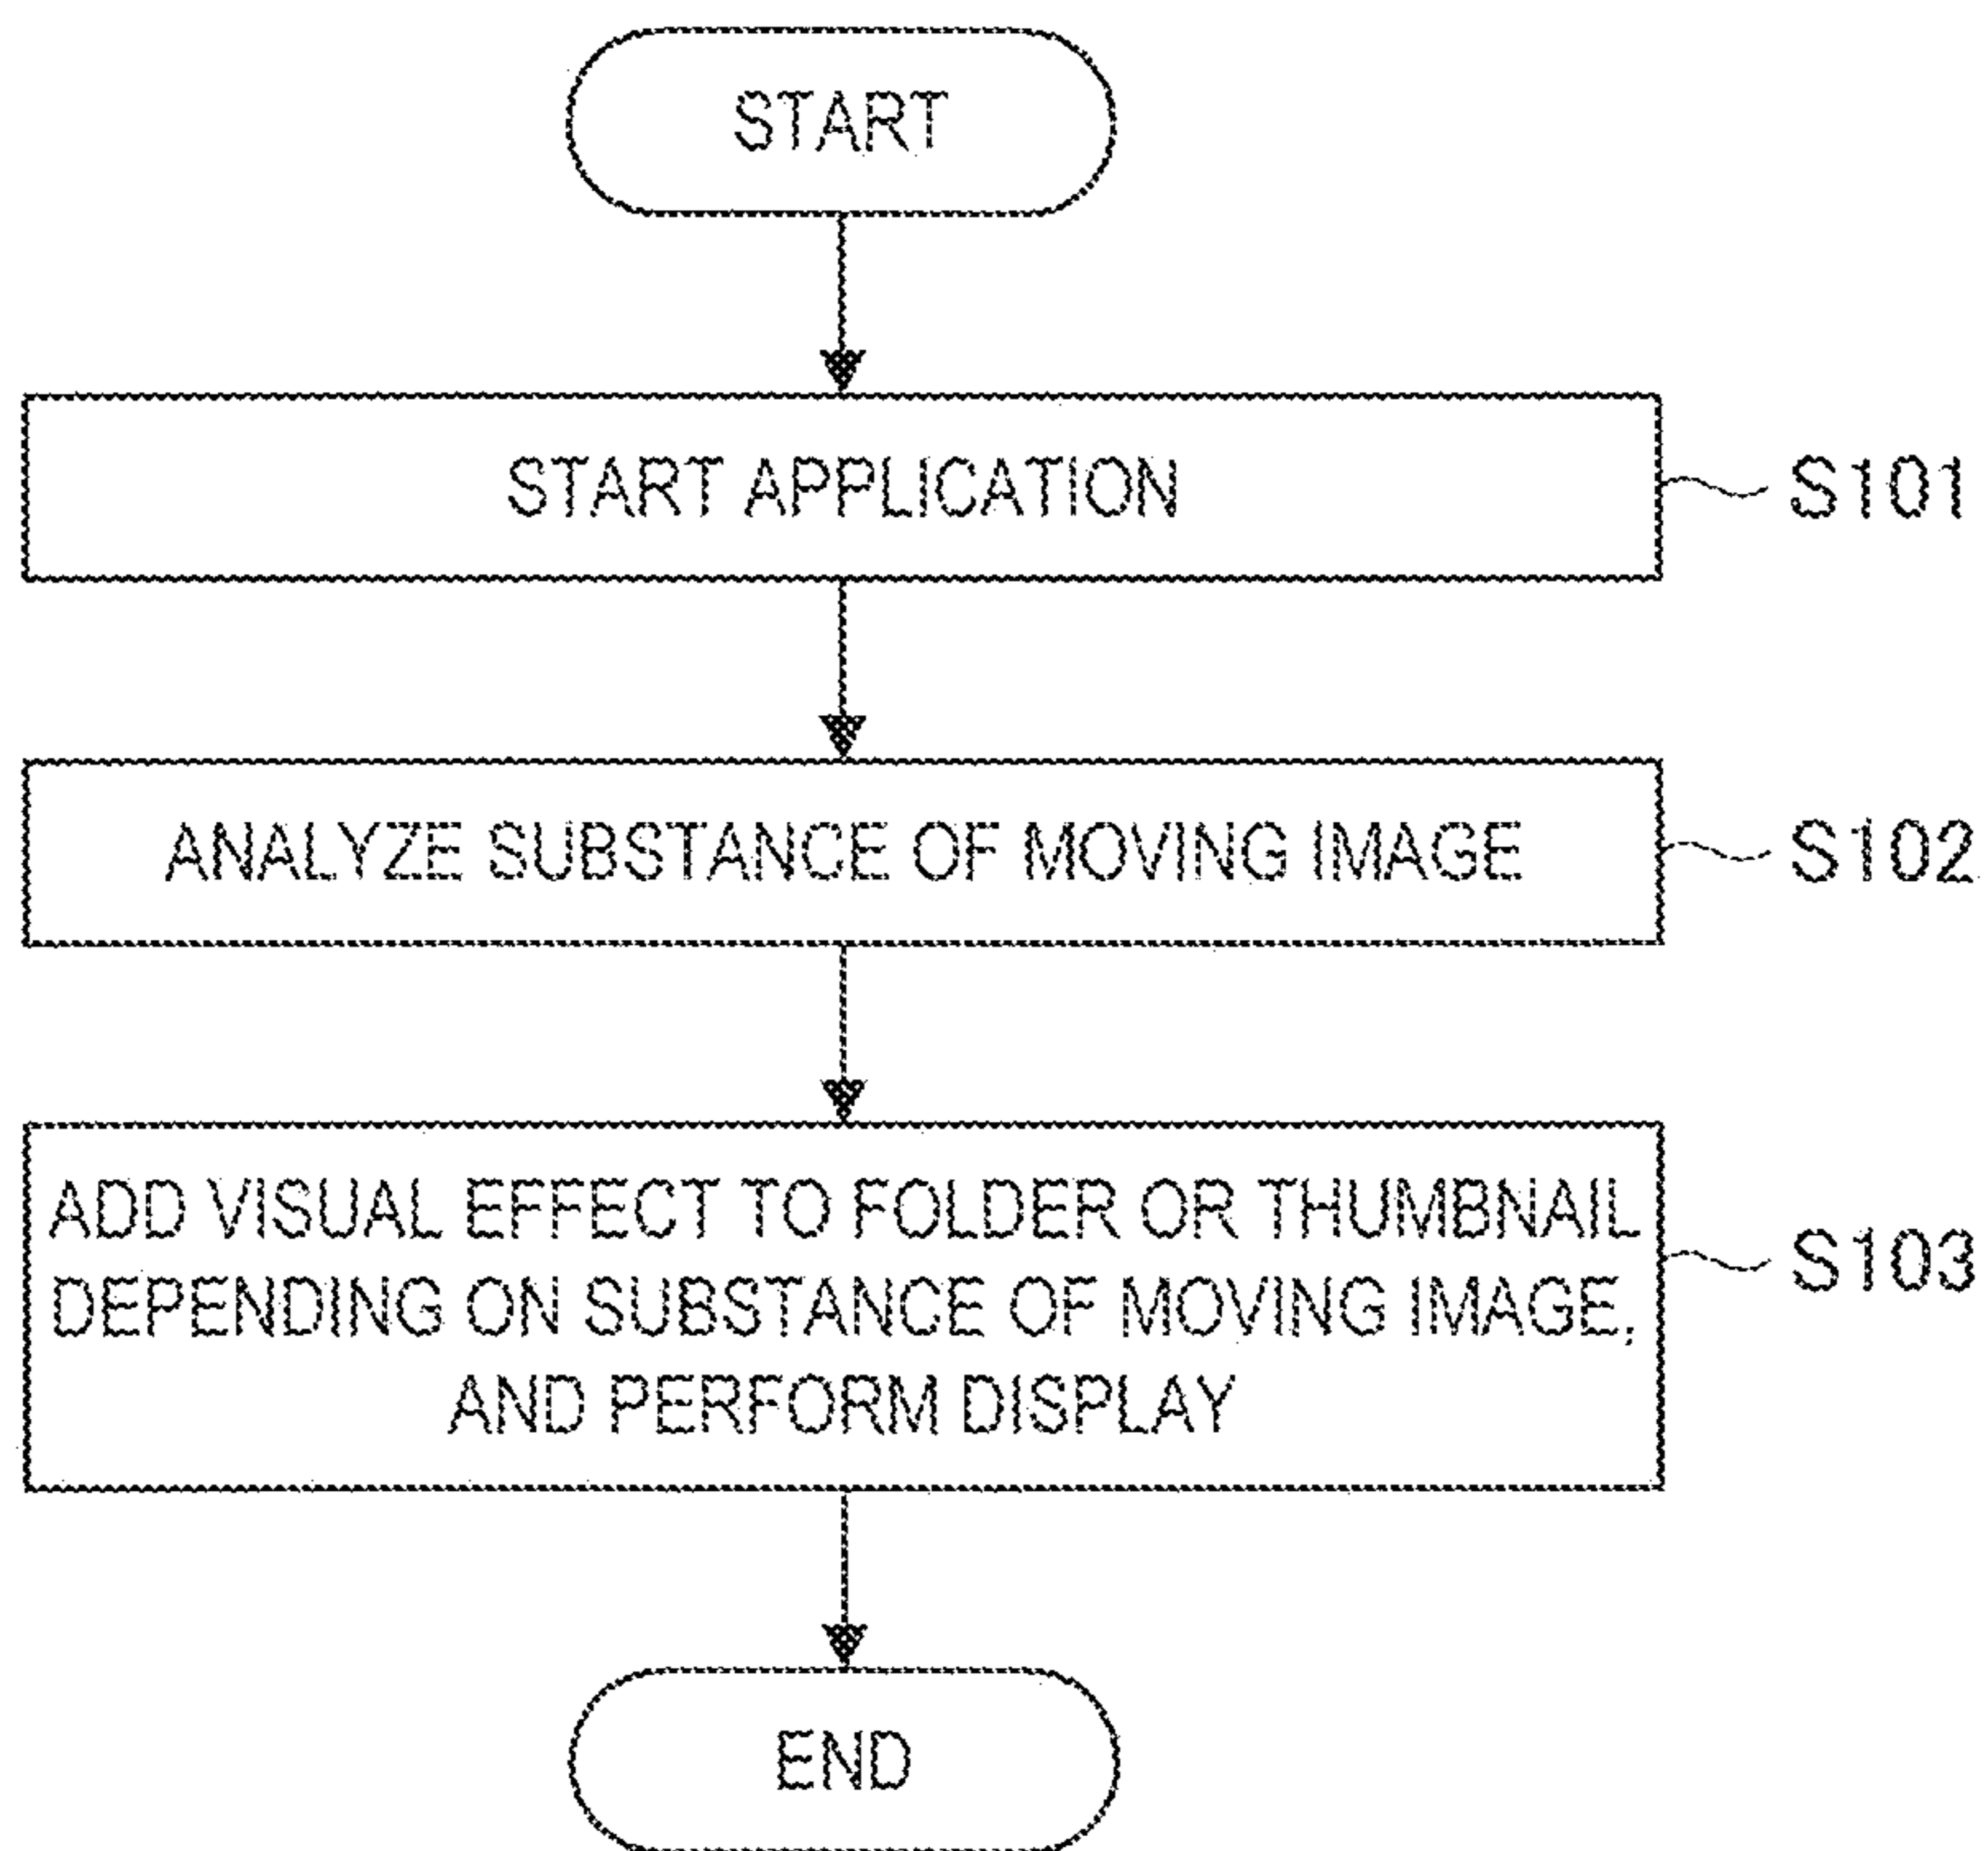 START
START APPLICATION
S101
ANALYZE SUBSTANCE OF MOVING IMAGE
S102
ADD VISUAL EFFECT TO FOLDER OR THUMBNAIL
DEPENDING ON SUBSTANCE OF MOVING IMAGE,
AND PERFORM DISPLAY
S103
END